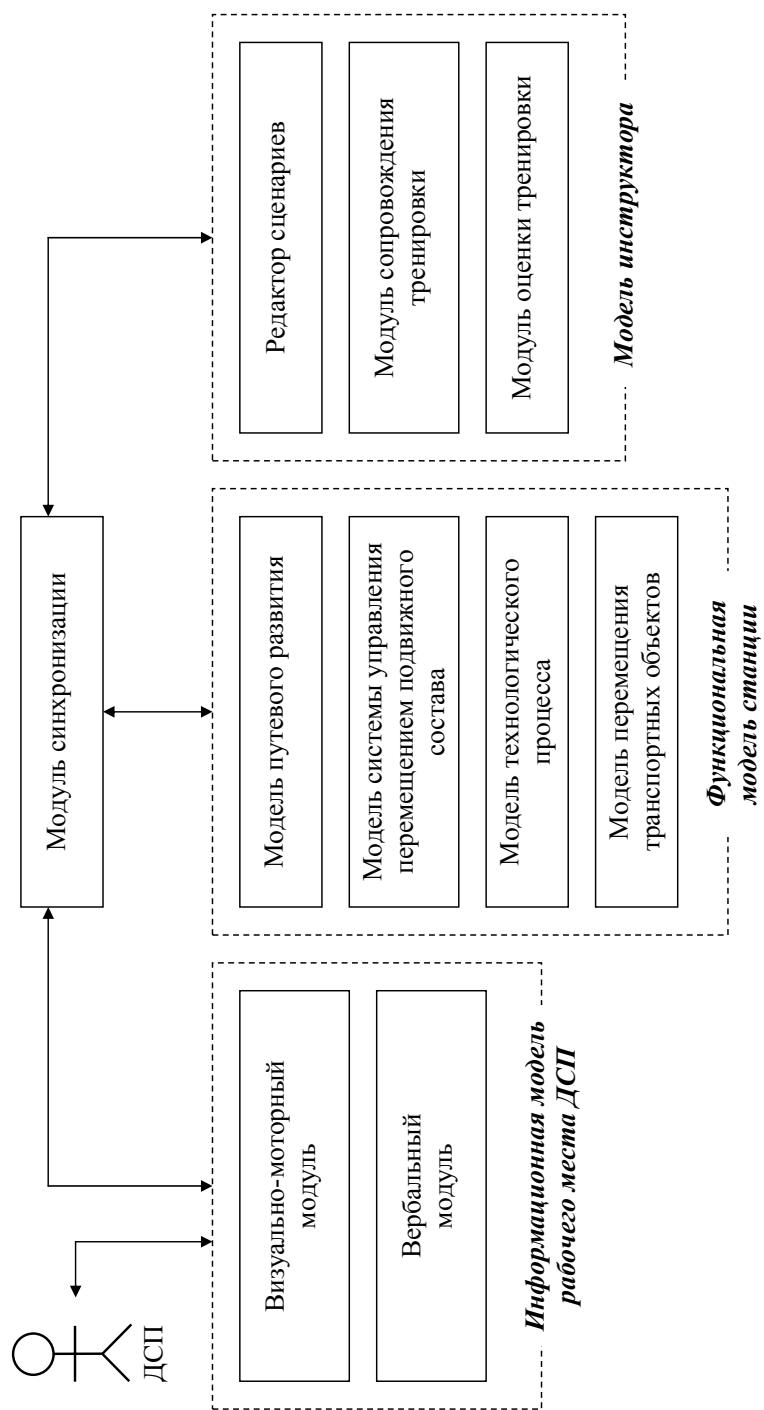 ДСП
Модуль синхронизации
Визуально-моторный
модуль
Вербальный
модуль
Информационная модель
рабочего места ДСП
Модель путевого развития
Модель системы управления
перемещением подвижного
состава
Модель технологического
процесса
Модель перемещения
транспортных объектов
Функциональная
модель станции
Редактор сценариев
Модуль сопровождения
тренировки
Модуль оценки тренировки
Модель инструктора